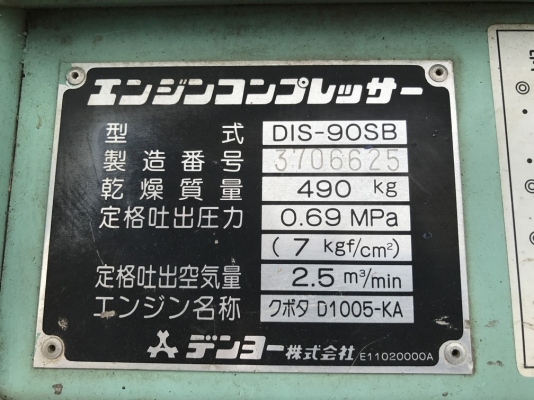 エンジンコンプレッサー
型式 DIS-90SB
製造番号 3706625
乾燥質量 490 kg
定格吐出圧力 0.69 MPa
(7 kgf/cm²)
定格吐出空気量 2.5 m³/min
エンジン名称 クボタ D1005-KA
デンヨー株式会社 E11020000A